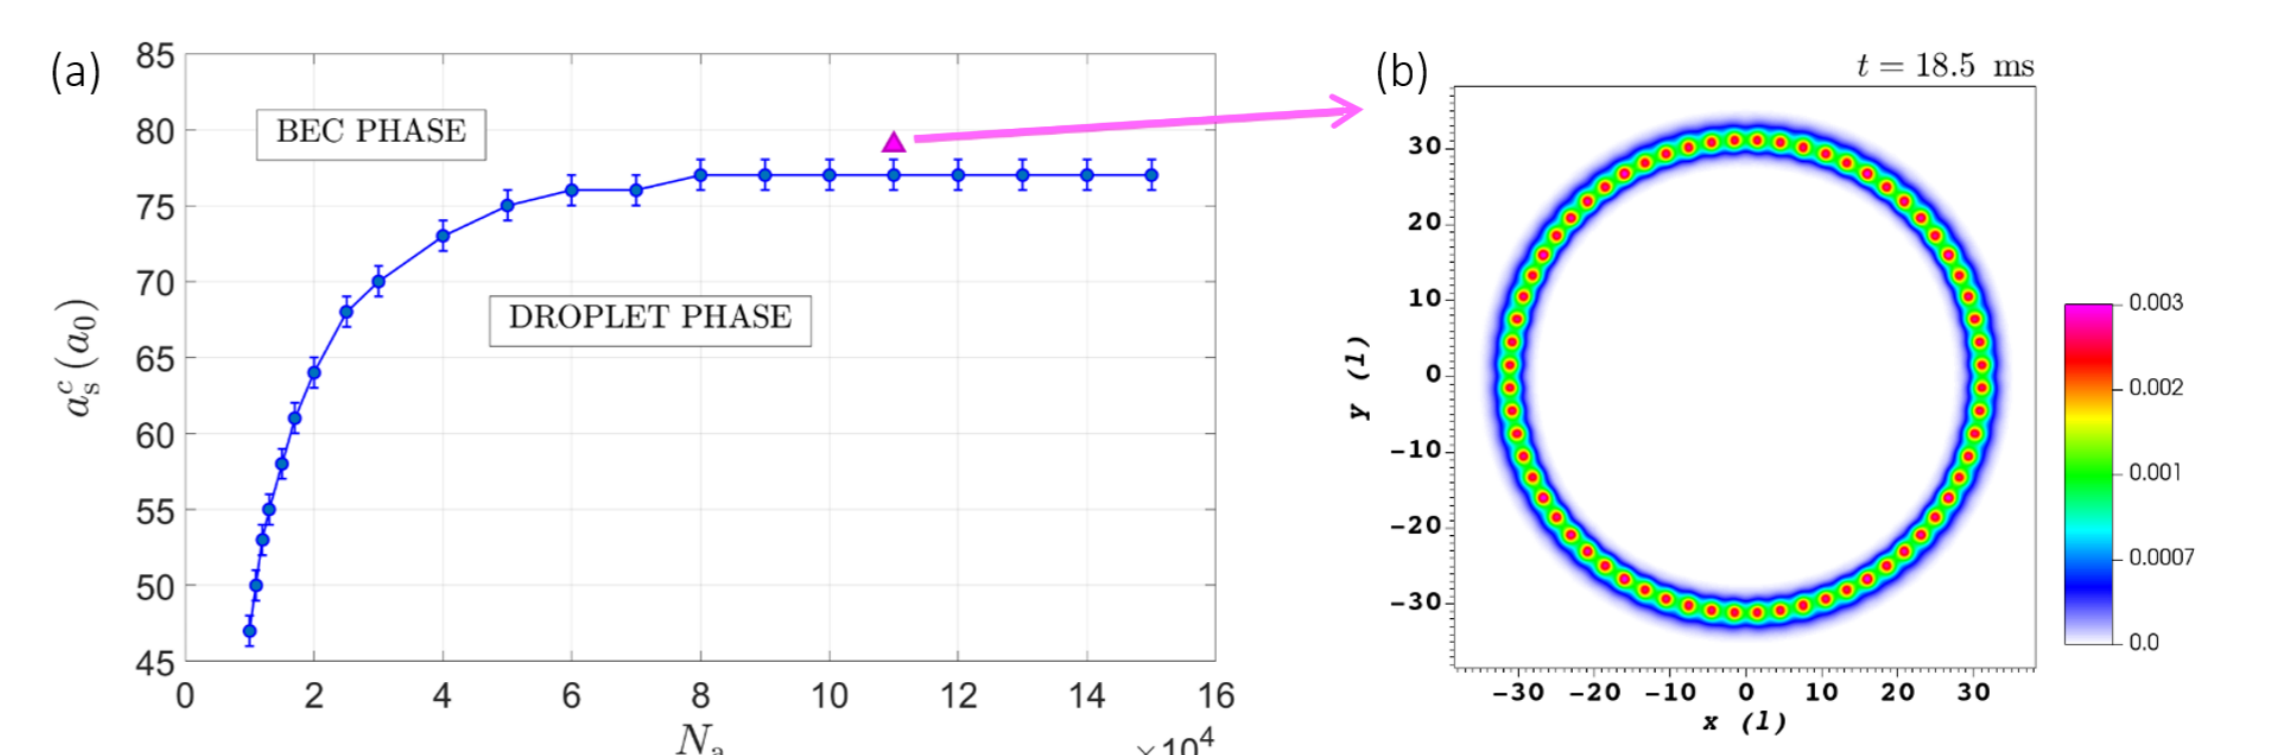 (a)
85
80
75
70
65
60
55
50
45
a_s^c (a_0)
BEC PHASE
DROPLET PHASE
0 2 4 6 8 10 12 14 16
N_a
×10^4
(b)
t = 18.5 ms
30
20
10
0
−10
−20
−30
y (l)
−30 −20 −10 0 10 20 30
x (l)
0.003
0.002
0.001
0.0007
0.0